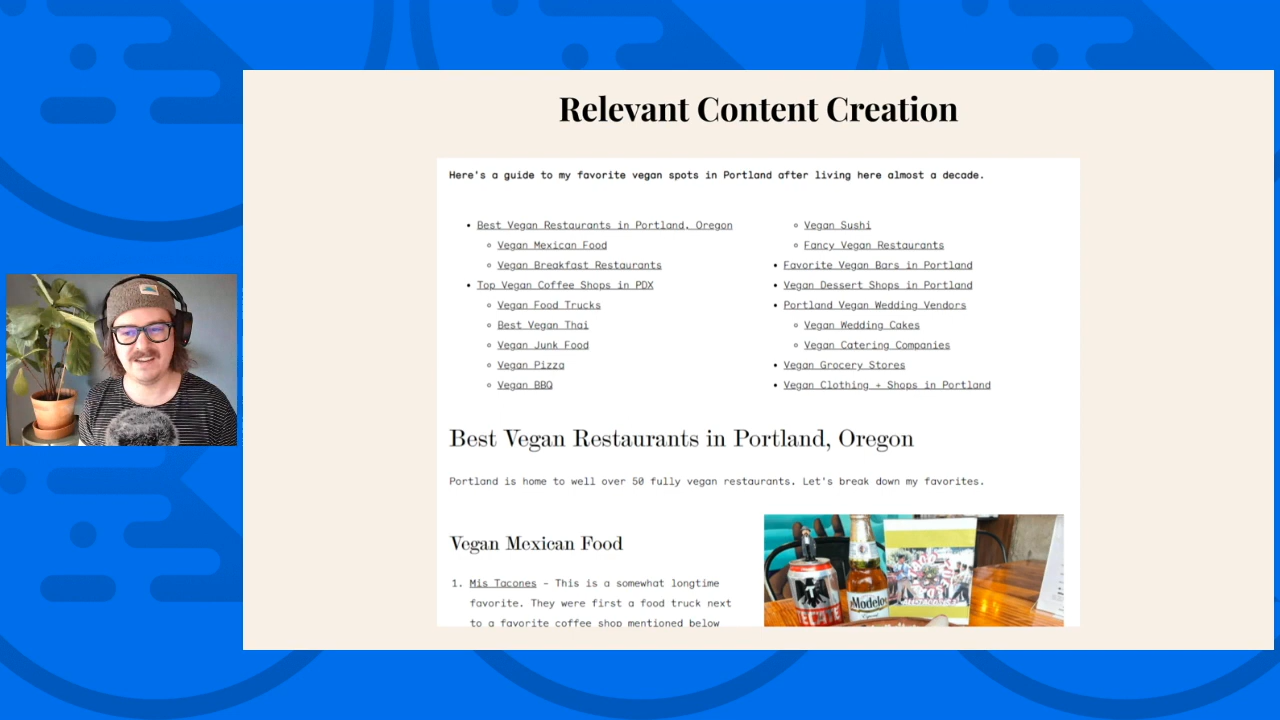 Relevant Content Creation
Here's a guide to my favorite vegan spots in Portland after living here almost a decade.
Best Vegan Restaurants in Portland, Oregon
Vegan Mexican Food
Vegan Breakfast Restaurants
Top Vegan Coffee Shops in PDX
Vegan Food Trucks
Best Vegan Thai
Vegan Junk Food
Vegan Pizza
Vegan BBQ
Vegan Sushi
Fancy Vegan Restaurants
Favorite Vegan Bars in Portland
Vegan Dessert Shops in Portland
Portland Vegan Wedding Vendors
Vegan Wedding Cakes
Vegan Catering Companies
Vegan Grocery Stores
Vegan Clothing + Shops in Portland
Best Vegan Restaurants in Portland, Oregon
Portland is home to well over 50 fully vegan restaurants. Let's break down my favorites.
Vegan Mexican Food
1. Mis Tacones – This is a somewhat longtime
favorite. They were first a food truck next
to a favorite coffee shop mentioned below
Modelo